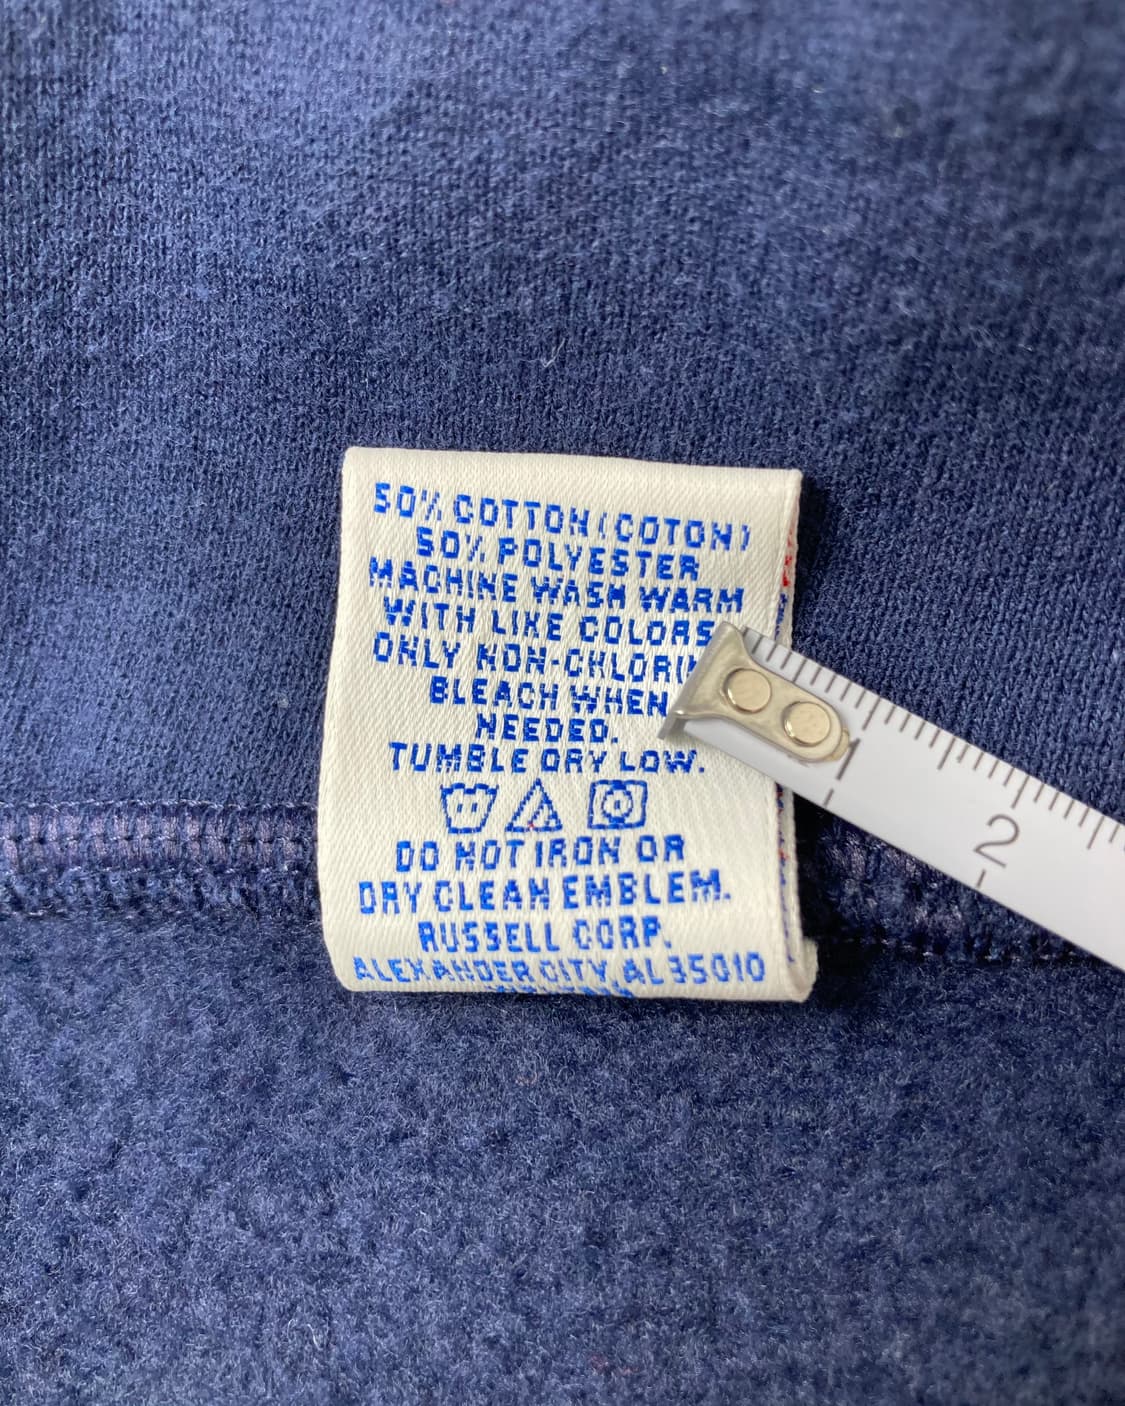 50% COTTON (COTON)
50% POLYESTER
MACHINE WASH WARM
WITH LIKE COLORS
ONLY NON-CHLORIN
BLEACH WHEN
NEEDED.
TUMBLE DRY LOW.
DO NOT IRON OR
DRY CLEAN EMBLEM.
RUSSELL CORP.
ALEXANDER CITY, AL 35010
1
2